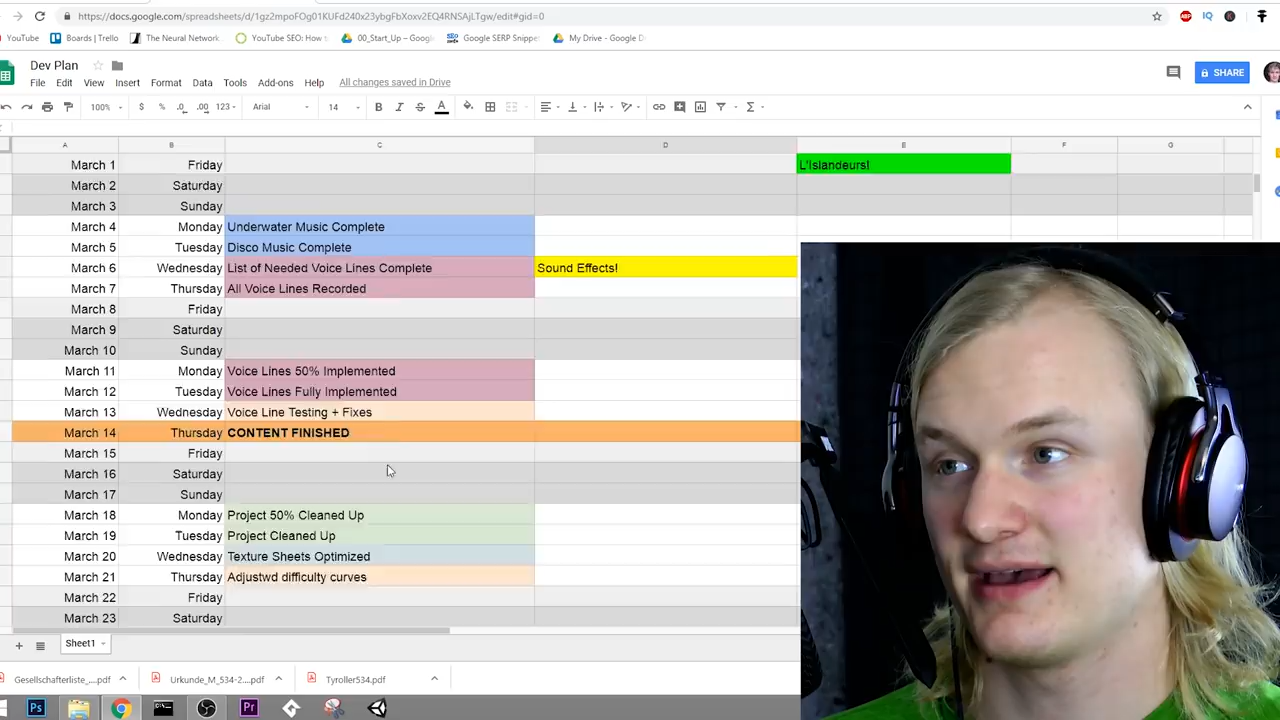 https://docs.google.com/spreadsheets/d/1gz2mpoFOg01KUFd240x23ybgFbXoxv2EQ4RNSAjLTgw/edit#gid=0
YouTube Boards | Trello The Neural Network YouTube SEO: How t 00_Start_Up – Googl Google SERP Snippet My Drive - Google D
Dev Plan
SHARE
File Edit View Insert Format Data Tools Add-ons Help All changes saved in Drive
100% $ % .0 .00 123 Arial 14 B I S A
A B C D E F G
March 1 Friday L'Islandeurs!
March 2 Saturday
March 3 Sunday
March 4 Monday Underwater Music Complete
March 5 Tuesday Disco Music Complete
March 6 Wednesday List of Needed Voice Lines Complete Sound Effects!
March 7 Thursday All Voice Lines Recorded
March 8 Friday
March 9 Saturday
March 10 Sunday
March 11 Monday Voice Lines 50% Implemented
March 12 Tuesday Voice Lines Fully Implemented
March 13 Wednesday Voice Line Testing + Fixes
March 14 Thursday CONTENT FINISHED
March 15 Friday
March 16 Saturday
March 17 Sunday
March 18 Monday Project 50% Cleaned Up
March 19 Tuesday Project Cleaned Up
March 20 Wednesday Texture Sheets Optimized
March 21 Thursday Adjustwd difficulty curves
March 22 Friday
March 23 Saturday
Sheet1
Gesellschafterliste_....pdf Urkunde_M_534-2....pdf Tyroller534.pdf
Ps Pr